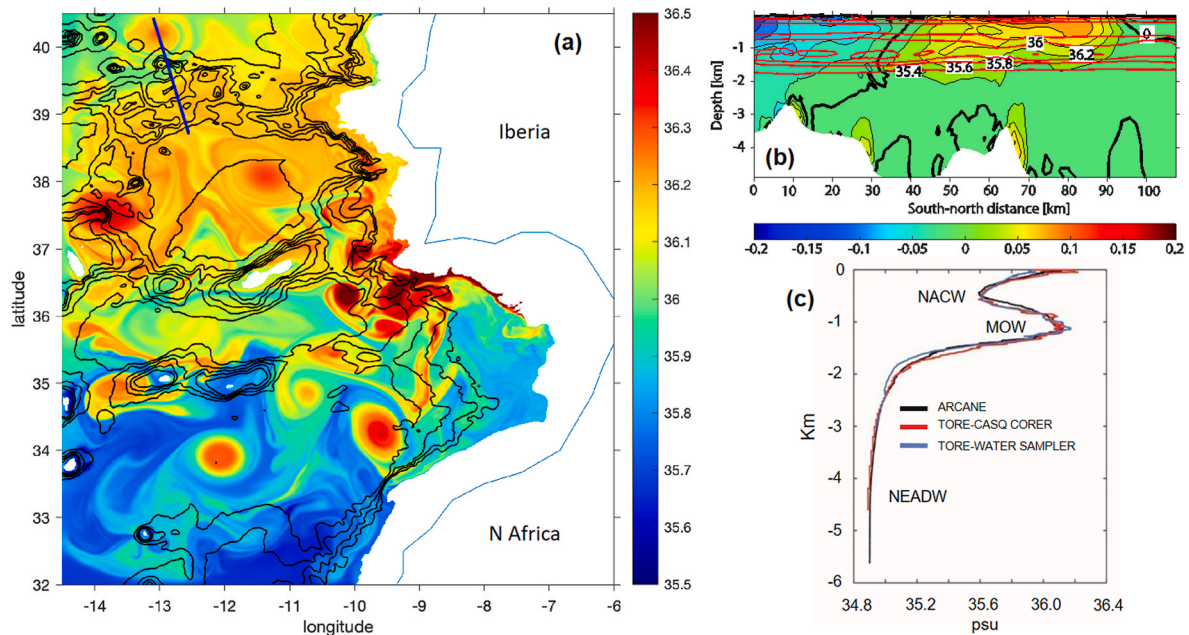 (a)
Iberia
N Africa
40
39
38
37
36
35
34
33
32
latitude
-14
-13
-12
-11
-10
-9
-8
-7
-6
longitude
36.5
36.4
36.3
36.2
36.1
36
35.9
35.8
35.7
35.6
35.5
0
-1
-2
-3
-4
Depth [km]
36
0
36.2
35.8
35.6
35.4
(b)
0 10 20 30 40 50 60 70 80 90 100
South-north distance [km]
-0.2 -0.15 -0.1 -0.05 0 0.05 0.1 0.15 0.2
(c)
0
-1
-2
-3
-4
-5
-6
Km
NACW
MOW
ARCANE
TORE-CASQ CORER
TORE-WATER SAMPLER
NEADW
34.8 35.2 35.6 36.0 36.4
psu